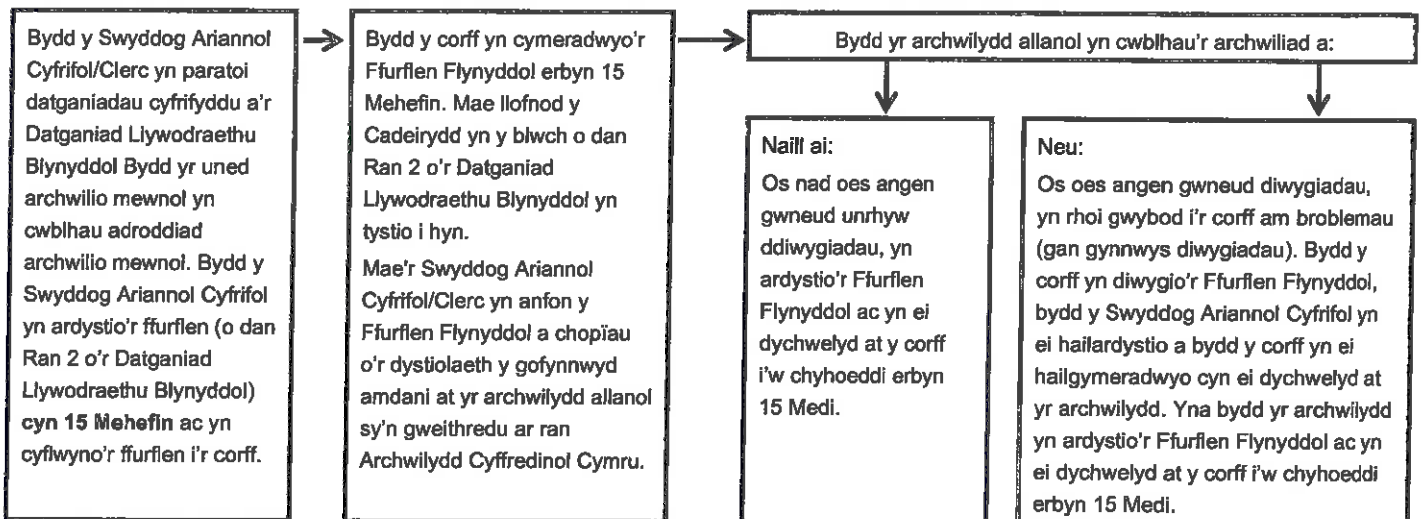 Bydd y Swyddog Ariannol
Cyfrifol/Clerc yn paratoi
datganiadau cyfrifyddu a'r
Datganiad Llywodraethu
Blynyddol Bydd yr uned
archwilio mewnol yn
cwblhau adroddiad
archwilio mewnol. Bydd y
Swyddog Ariannol Cyfrifol
yn ardystio'r ffurflen (o dan
Ran 2 o'r Datganiad
Llywodraethu Blynyddol)
cyn 15 Mehefin ac yn
cyflwyno'r ffurflen i'r corff.
Bydd y corff yn cymeradwyo'r
Ffurflen Flynyddol erbyn 15
Mehefin. Mae llofnod y
Cadeirydd yn y blwch o dan
Ran 2 o'r Datganiad
Llywodraethu Blynyddol yn
tystio i hyn.
Mae'r Swyddog Ariannol
Cyfrifol/Clerc yn anfon y
Ffurflen Flynyddol a chopïau
o'r dystiolaeth y gofynnwyd
amdani at yr archwilydd allanol
sy'n gweithredu ar ran
Archwilydd Cyffredinol Cymru.
Bydd yr archwilydd allanol yn cwblhau'r archwiliad a:
Naill ai:
Os nad oes angen
gwneud unrhyw
ddiwygiadau, yn
ardystio'r Ffurflen
Flynyddol ac yn ei
dychwelyd at y corff
i'w chyhoeddi erbyn
15 Medi.
Neu:
Os oes angen gwneud diwygiadau,
yn rhoi gwybod i'r corff am broblemau
(gan gynnwys diwygiadau). Bydd y
corff yn diwygio'r Ffurflen Flynyddol,
bydd y Swyddog Ariannol Cyfrifol yn
ei hailardystio a bydd y corff yn ei
hailgymeradwyo cyn ei dychwelyd at
yr archwilydd. Yna bydd yr archwilydd
yn ardystio'r Ffurflen Flynyddol ac yn
ei dychwelyd at y corff i'w chyhoeddi
erbyn 15 Medi.